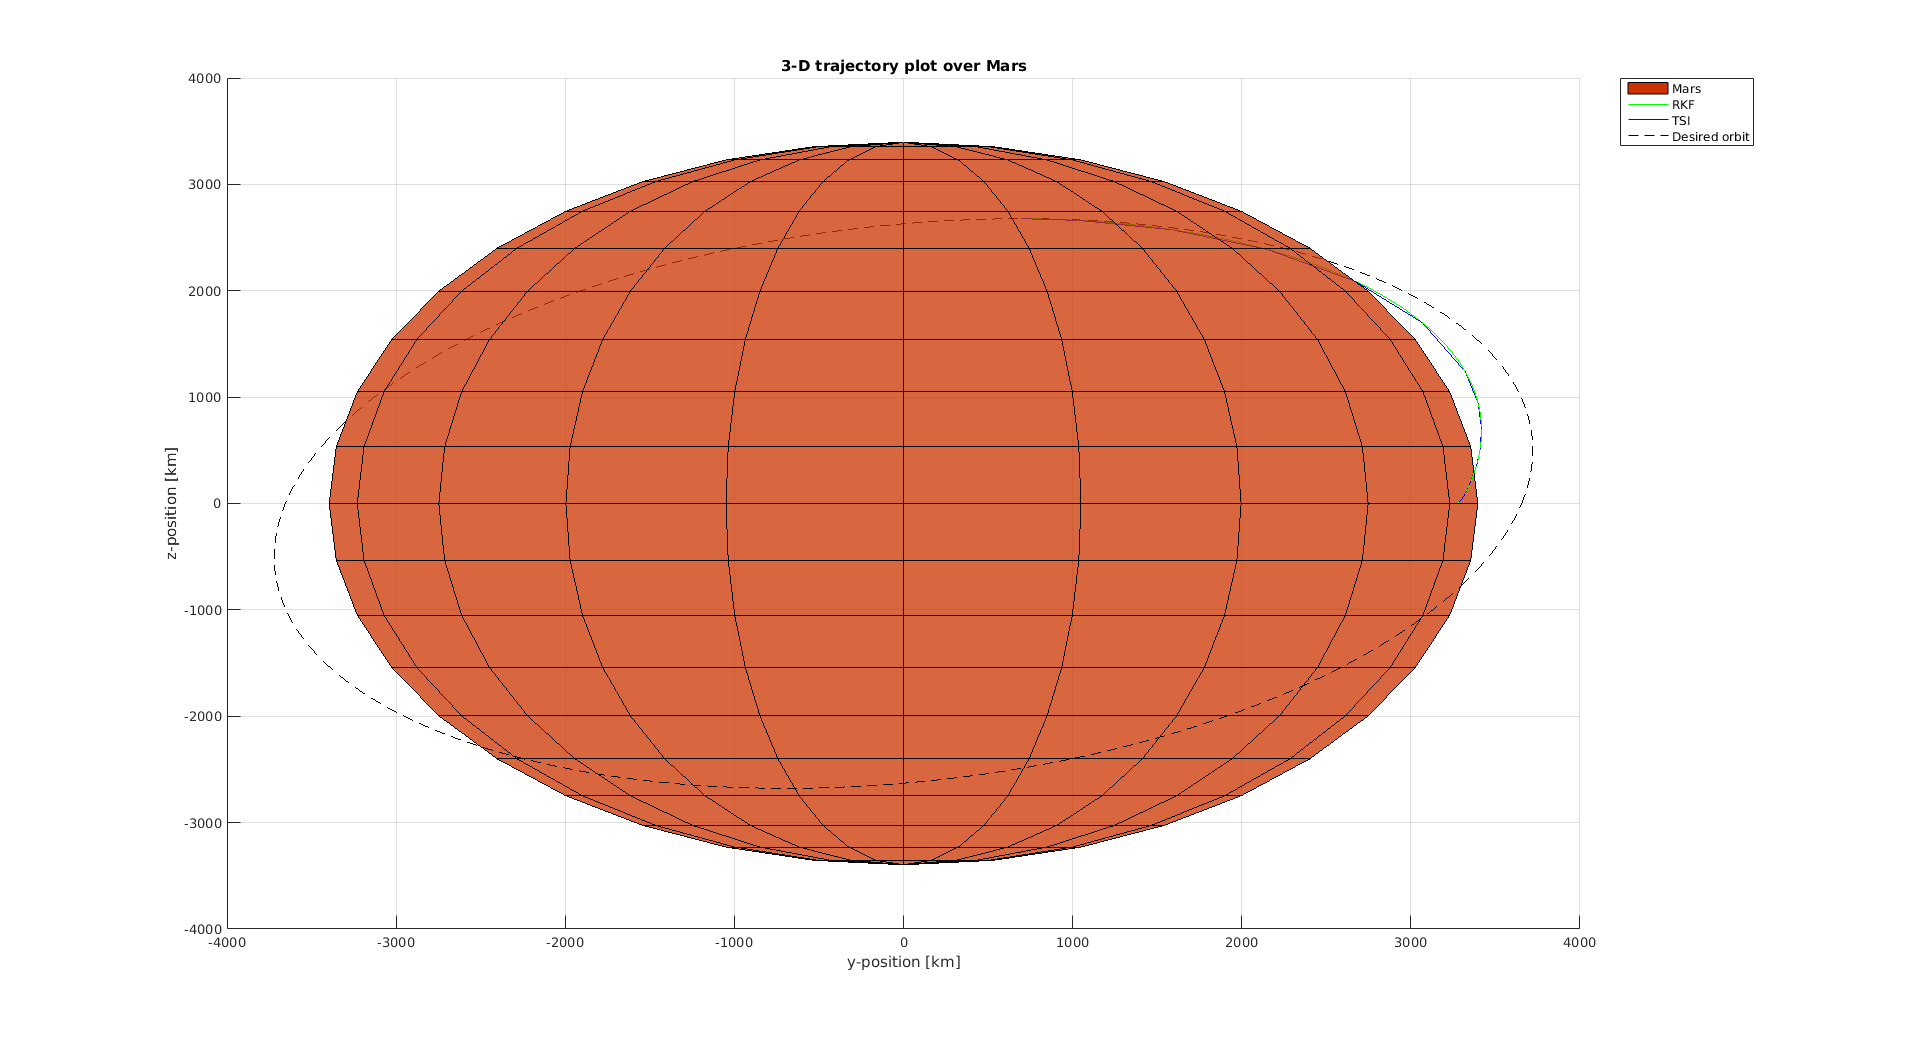 3-D trajectory plot over Mars
Mars
RKF
TSI
Desired orbit
4000
3000
2000
1000
0
-1000
-2000
-3000
-4000
z-position [km]
-4000 -3000 -2000 -1000 0 1000 2000 3000 4000
y-position [km]